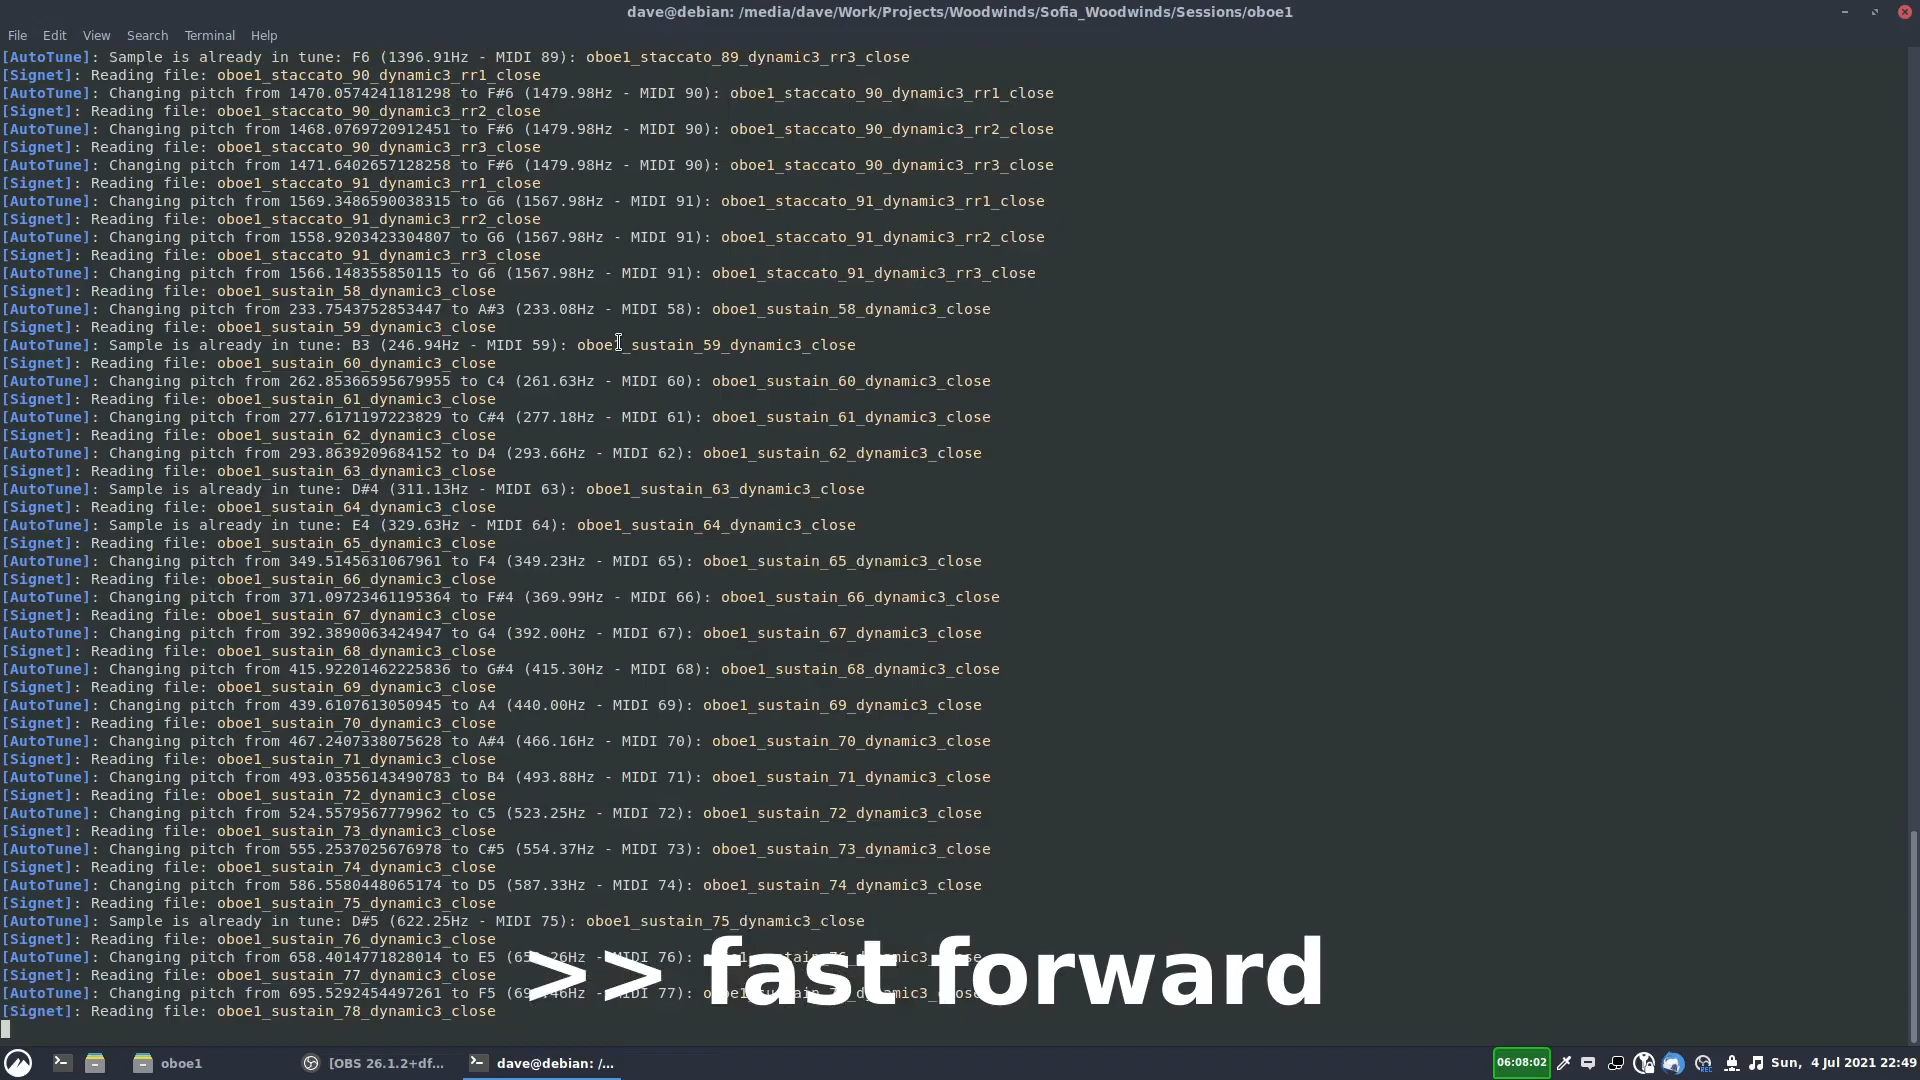 dave@debian: /media/dave/Work/Projects/Woodwinds/Sofia_Woodwinds/Sessions/oboe1
File Edit View Search Terminal Help
[AutoTune]: Sample is already in tune: F6 (1396.91Hz - MIDI 89): oboe1_staccato_89_dynamic3_rr3_close
[Signet]: Reading file: oboe1_staccato_90_dynamic3_rr1_close
[AutoTune]: Changing pitch from 1470.0574241181298 to F#6 (1479.98Hz - MIDI 90): oboe1_staccato_90_dynamic3_rr1_close
[Signet]: Reading file: oboe1_staccato_90_dynamic3_rr2_close
[AutoTune]: Changing pitch from 1468.0769720912451 to F#6 (1479.98Hz - MIDI 90): oboe1_staccato_90_dynamic3_rr2_close
[Signet]: Reading file: oboe1_staccato_90_dynamic3_rr3_close
[AutoTune]: Changing pitch from 1471.6402657128258 to F#6 (1479.98Hz - MIDI 90): oboe1_staccato_90_dynamic3_rr3_close
[Signet]: Reading file: oboe1_staccato_91_dynamic3_rr1_close
[AutoTune]: Changing pitch from 1569.3486590038315 to G6 (1567.98Hz - MIDI 91): oboe1_staccato_91_dynamic3_rr1_close
[Signet]: Reading file: oboe1_staccato_91_dynamic3_rr2_close
[AutoTune]: Changing pitch from 1558.9203423304807 to G6 (1567.98Hz - MIDI 91): oboe1_staccato_91_dynamic3_rr2_close
[Signet]: Reading file: oboe1_staccato_91_dynamic3_rr3_close
[AutoTune]: Changing pitch from 1566.148355850115 to G6 (1567.98Hz - MIDI 91): oboe1_staccato_91_dynamic3_rr3_close
[Signet]: Reading file: oboe1_sustain_58_dynamic3_close
[AutoTune]: Changing pitch from 233.7543752853447 to A#3 (233.08Hz - MIDI 58): oboe1_sustain_58_dynamic3_close
[Signet]: Reading file: oboe1_sustain_59_dynamic3_close
[AutoTune]: Sample is already in tune: B3 (246.94Hz - MIDI 59): oboe1_sustain_59_dynamic3_close
[Signet]: Reading file: oboe1_sustain_60_dynamic3_close
[AutoTune]: Changing pitch from 262.85366595679955 to C4 (261.63Hz - MIDI 60): oboe1_sustain_60_dynamic3_close
[Signet]: Reading file: oboe1_sustain_61_dynamic3_close
[AutoTune]: Changing pitch from 277.6171197223829 to C#4 (277.18Hz - MIDI 61): oboe1_sustain_61_dynamic3_close
[Signet]: Reading file: oboe1_sustain_62_dynamic3_close
[AutoTune]: Changing pitch from 293.8639209684152 to D4 (293.66Hz - MIDI 62): oboe1_sustain_62_dynamic3_close
[Signet]: Reading file: oboe1_sustain_63_dynamic3_close
[AutoTune]: Sample is already in tune: D#4 (311.13Hz - MIDI 63): oboe1_sustain_63_dynamic3_close
[Signet]: Reading file: oboe1_sustain_64_dynamic3_close
[AutoTune]: Sample is already in tune: E4 (329.63Hz - MIDI 64): oboe1_sustain_64_dynamic3_close
[Signet]: Reading file: oboe1_sustain_65_dynamic3_close
[AutoTune]: Changing pitch from 349.5145631067961 to F4 (349.23Hz - MIDI 65): oboe1_sustain_65_dynamic3_close
[Signet]: Reading file: oboe1_sustain_66_dynamic3_close
[AutoTune]: Changing pitch from 371.09723461195364 to F#4 (369.99Hz - MIDI 66): oboe1_sustain_66_dynamic3_close
[Signet]: Reading file: oboe1_sustain_67_dynamic3_close
[AutoTune]: Changing pitch from 392.3890063424947 to G4 (392.00Hz - MIDI 67): oboe1_sustain_67_dynamic3_close
[Signet]: Reading file: oboe1_sustain_68_dynamic3_close
[AutoTune]: Changing pitch from 415.92201462225836 to G#4 (415.30Hz - MIDI 68): oboe1_sustain_68_dynamic3_close
[Signet]: Reading file: oboe1_sustain_69_dynamic3_close
[AutoTune]: Changing pitch from 439.6107613050945 to A4 (440.00Hz - MIDI 69): oboe1_sustain_69_dynamic3_close
[Signet]: Reading file: oboe1_sustain_70_dynamic3_close
[AutoTune]: Changing pitch from 467.2407338075628 to A#4 (466.16Hz - MIDI 70): oboe1_sustain_70_dynamic3_close
[Signet]: Reading file: oboe1_sustain_71_dynamic3_close
[AutoTune]: Changing pitch from 493.03556143490783 to B4 (493.88Hz - MIDI 71): oboe1_sustain_71_dynamic3_close
[Signet]: Reading file: oboe1_sustain_72_dynamic3_close
[AutoTune]: Changing pitch from 524.5579567779962 to C5 (523.25Hz - MIDI 72): oboe1_sustain_72_dynamic3_close
[Signet]: Reading file: oboe1_sustain_73_dynamic3_close
[AutoTune]: Changing pitch from 555.2537025676978 to C#5 (554.37Hz - MIDI 73): oboe1_sustain_73_dynamic3_close
[Signet]: Reading file: oboe1_sustain_74_dynamic3_close
[AutoTune]: Changing pitch from 586.5580448065174 to D5 (587.33Hz - MIDI 74): oboe1_sustain_74_dynamic3_close
[Signet]: Reading file: oboe1_sustain_75_dynamic3_close
[AutoTune]: Sample is already in tune: D#5 (622.25Hz - MIDI 75): oboe1_sustain_75_dynamic3_close
[Signet]: Reading file: oboe1_sustain_76_dynamic3_close
[AutoTune]: Changing pitch from 658.4014771828014 to E5 MIDI 76):
[Signet]: Reading file: oboe1_sustain_77_dynamic3_close
[AutoTune]: Changing pitch from 695.5292454497261 to F5 77):
[Signet]: Reading file: oboe1_sustain_78_dynamic3_close
>> fast forward
oboe1 [OBS 26.1.2+df... dave@debian: /... 06:08:02 REC Sun, 4 Jul 2021 22:49